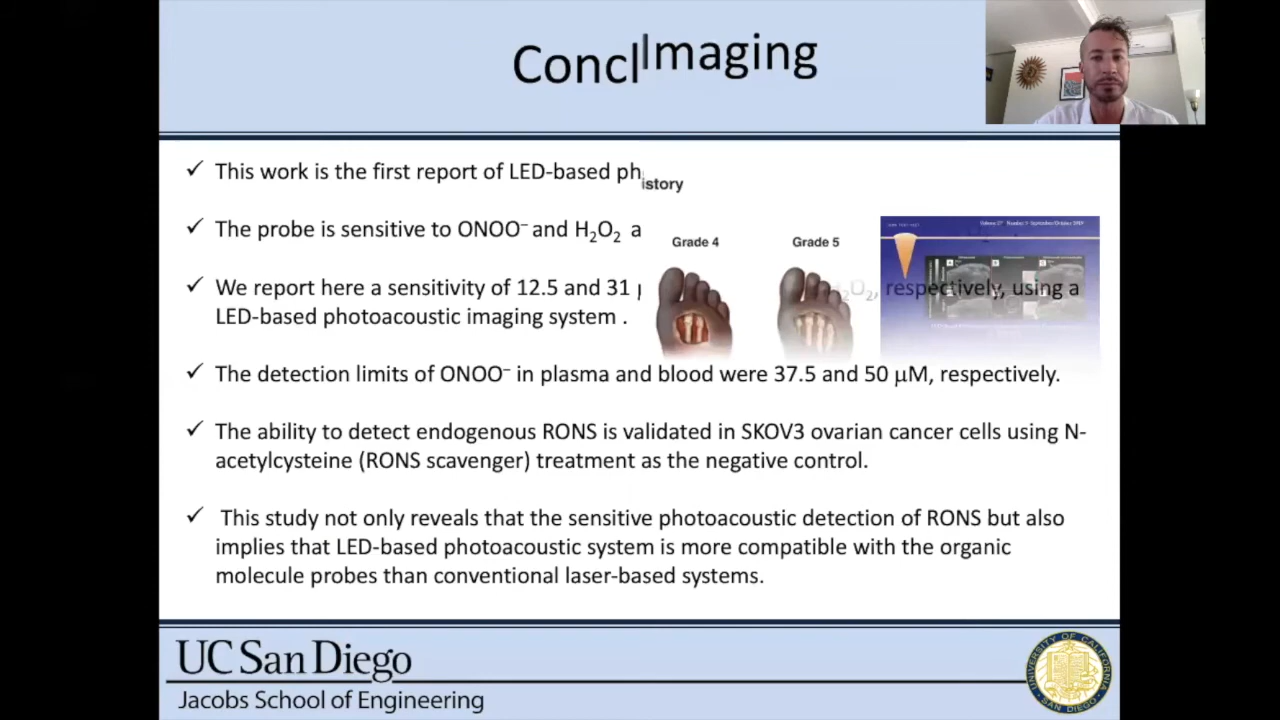 Concl Imaging
✓ This work is the first report of LED-based ph
istory
✓ The probe is sensitive to ONOO⁻ and H₂O₂ a
Grade 4 Grade 5
✓ We report here a sensitivity of 12.5 and 31 O₂, respectively, using a
LED-based photoacoustic imaging system .
✓ The detection limits of ONOO⁻ in plasma and blood were 37.5 and 50 µM, respectively.
✓ The ability to detect endogenous RONS is validated in SKOV3 ovarian cancer cells using N-
acetylcysteine (RONS scavenger) treatment as the negative control.
✓ This study not only reveals that the sensitive photoacoustic detection of RONS but also
implies that LED-based photoacoustic system is more compatible with the organic
molecule probes than conventional laser-based systems.
UC San Diego
Jacobs School of Engineering
UNIVERSITY OF CALIFORNIA
SAN DIEGO